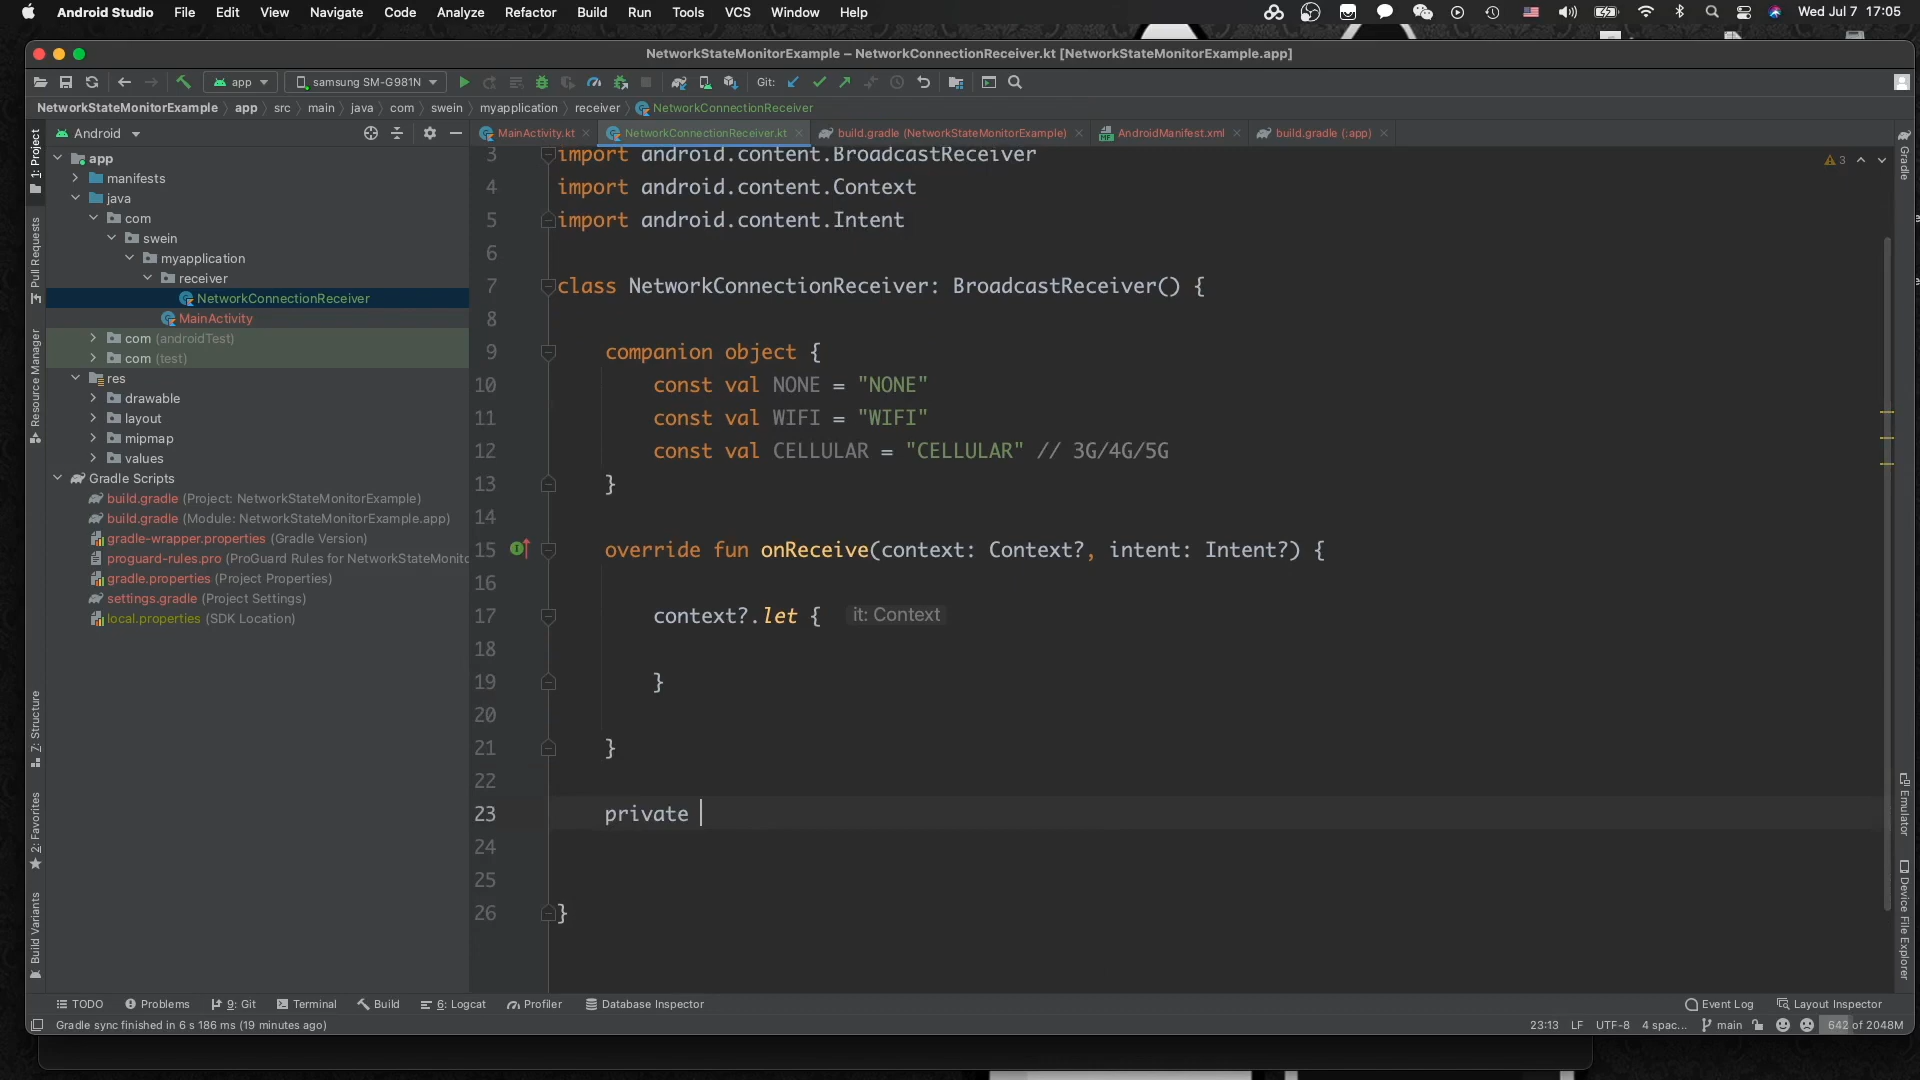 Android Studio File Edit View Navigate Code Analyze Refactor Build Run Tools VCS Window Help Wed Jul 7 17:05
NetworkStateMonitorExample – NetworkConnectionReceiver.kt [NetworkStateMonitorExample.app]
app samsung SM-G981N Git:
NetworkStateMonitorExample app src main java com swein myapplication receiver NetworkConnectionReceiver
Android
MainActivity.kt NetworkConnectionReceiver.kt build.gradle (NetworkStateMonitorExample) AndroidManifest.xml build.gradle (:app)
1: Project
Pull Requests
Resource Manager
7: Structure
2: Favorites
Build Variants
app
manifests
java
com
swein
myapplication
receiver
NetworkConnectionReceiver
MainActivity
com (androidTest)
com (test)
res
drawable
layout
mipmap
values
Gradle Scripts
build.gradle (Project: NetworkStateMonitorExample)
build.gradle (Module: NetworkStateMonitorExample.app)
gradle-wrapper.properties (Gradle Version)
proguard-rules.pro (ProGuard Rules for NetworkStateMonito
gradle.properties (Project Properties)
settings.gradle (Project Settings)
local.properties (SDK Location)
3 import android.content.BroadcastReceiver
4 import android.content.Context
5 import android.content.Intent
6
7 class NetworkConnectionReceiver: BroadcastReceiver() {
8
9 companion object {
10 const val NONE = "NONE"
11 const val WIFI = "WIFI"
12 const val CELLULAR = "CELLULAR" // 3G/4G/5G
13 }
14
15 override fun onReceive(context: Context?, intent: Intent?) {
16
17 context?.let { it: Context
18
19 }
20
21 }
22
23 private
24
25
26 }
3
Gradle
Emulator
Device File Explorer
TODO Problems 9: Git Terminal Build 6: Logcat Profiler Database Inspector Event Log Layout Inspector
Gradle sync finished in 6 s 186 ms (19 minutes ago) 23:13 LF UTF-8 4 spac... main 642 of 2048M